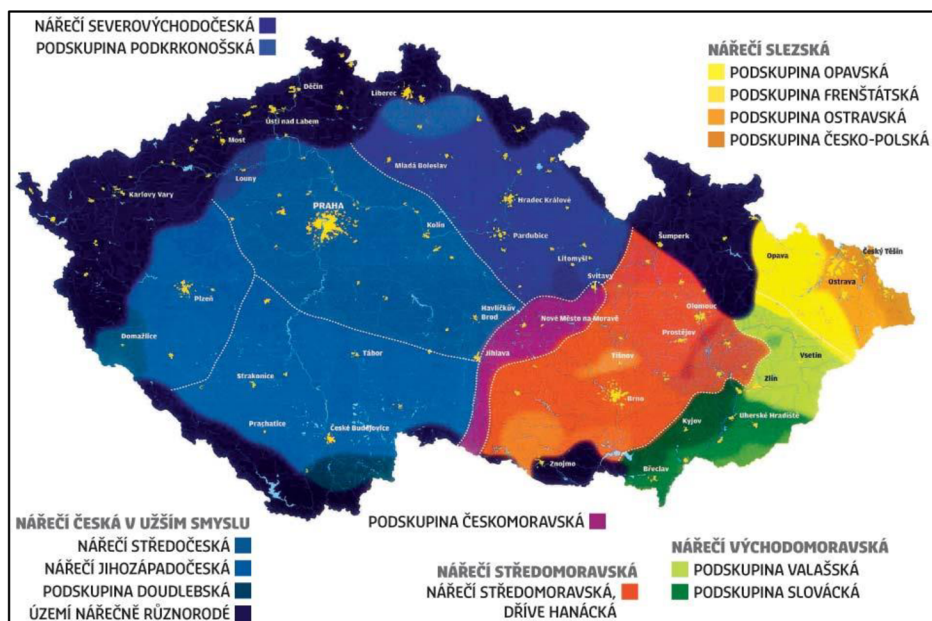 NÁŘEČÍ SEVEROVÝCHODOČESKÁ
PODSKUPINA PODKRKONOŠSKÁ
NÁŘEČÍ SLEZSKÁ
PODSKUPINA OPAVSKÁ
PODSKUPINA FRENŠTÁTSKÁ
PODSKUPINA OSTRAVSKÁ
PODSKUPINA ČESKO-POLSKÁ
Děčín
Liberec
Ústí nad Labem
Most
Mladá Boloslav
Louny
Karlovy Vary
PRAHA
Hradec Králové
Kolín
Pardubice
Šumperk
Opava
Český Těšín
Litomyšl
Ostrava
Svitavy
Plzeň
Havlíčkův
Brod
Nové Město na Moravě
Olomouc
Prostějov
Domažlice
Tábor
Jihlava
Tišnov
Vsetín
Strakonice
Zlín
Brno
Prachatice
České Budějovice
Kyjov
Uherské Hradiště
Znojmo
Břeclav
NÁŘEČÍ ČESKÁ V UŽŠÍM SMYSLU
NÁŘEČÍ STŘEDOČESKÁ
NÁŘEČÍ JIHOZÁPADOČESKÁ
PODSKUPINA DOUDLEBSKÁ
ÚZEMÍ NÁŘEČNĚ RŮZNORODÉ
PODSKUPINA ČESKOMORAVSKÁ
NÁŘEČÍ STŘEDOMORAVSKÁ
NÁŘEČÍ STŘEDOMORAVSKÁ,
DŘÍVE HANÁCKÁ
NÁŘEČÍ VÝCHODOMORAVSKÁ
PODSKUPINA VALAŠSKÁ
PODSKUPINA SLOVÁCKÁ